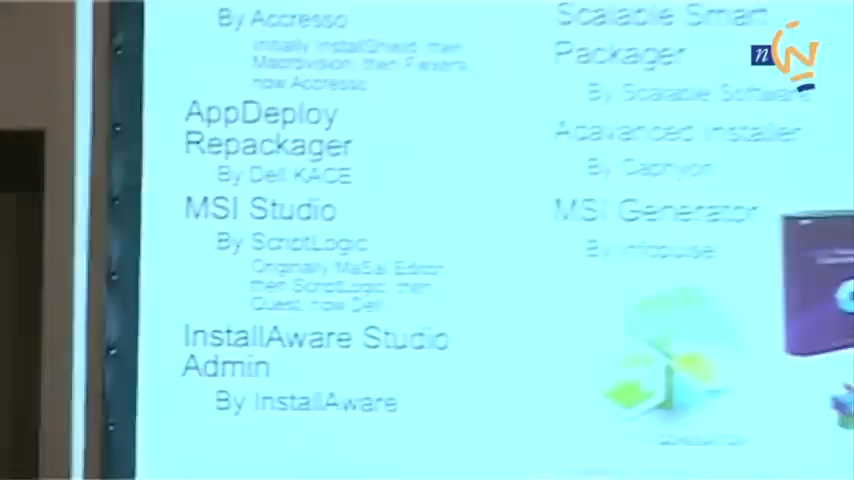 By Accresso
Initially InstallShield, then
Macrovision, then Flexera,
now Accresso
AppDeploy
Repackager
By Dell KACE
MSI Studio
By ScriptLogic
Originally MaSaI Editor
then ScriptLogic, then
Quest, now Dell
InstallAware Studio
Admin
By InstallAware
Scalable Smart
Packager
By Scalable Software
Acavanced Installer
By Caphyon
MSI Generator
By Infopulse